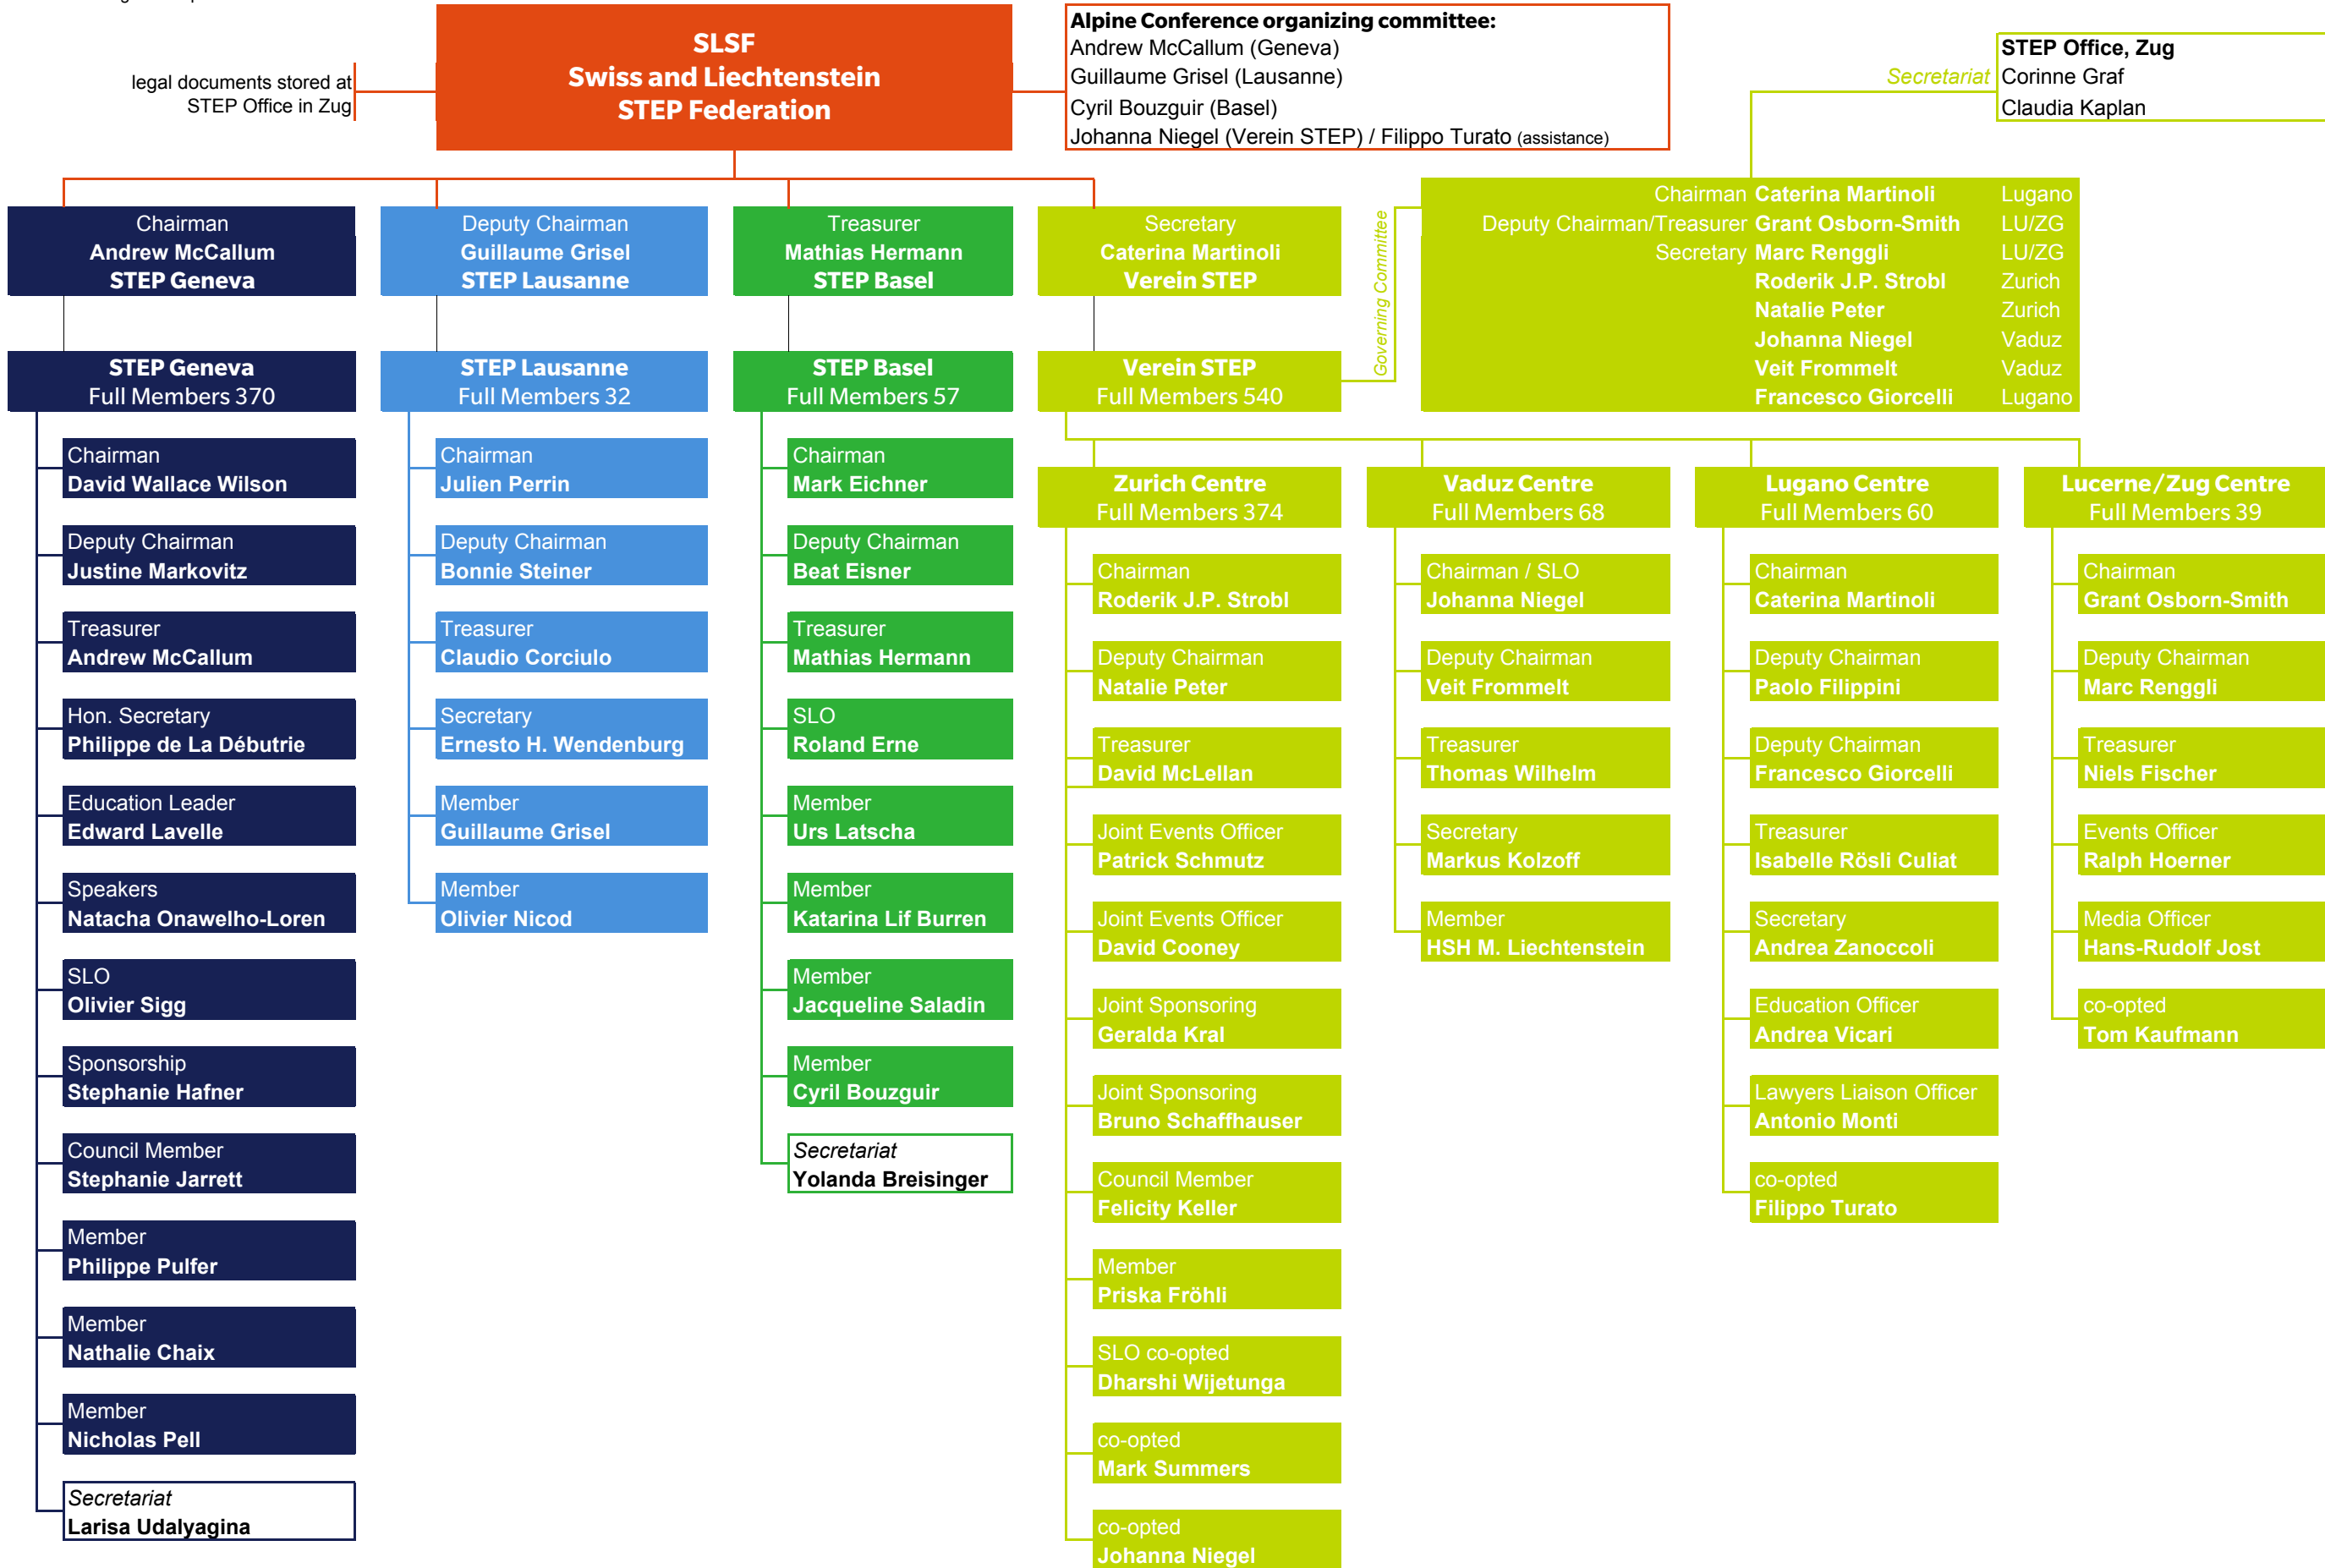 legal documents stored at
STEP Office in Zug
SLSF
Swiss and Liechtenstein
STEP Federation
Alpine Conference organizing committee:
Andrew McCallum (Geneva)
Guillaume Grisel (Lausanne)
Cyril Bouzguir (Basel)
Johanna Niegel (Verein STEP) / Filippo Turato (assistance)
Secretariat
STEP Office, Zug
Corinne Graf
Claudia Kaplan
Chairman
Andrew McCallum
STEP Geneva
Deputy Chairman
Guillaume Grisel
STEP Lausanne
Treasurer
Mathias Hermann
STEP Basel
Secretary
Caterina Martinoli
Verein STEP
Governing Committee
Chairman Caterina Martinoli Lugano
Deputy Chairman/Treasurer Grant Osborn-Smith LU/ZG
Secretary Marc Renggli LU/ZG
Roderik J.P. Strobl Zurich
Natalie Peter Zurich
Johanna Niegel Vaduz
Veit Frommelt Vaduz
Francesco Giorcelli Lugano
STEP Geneva
Full Members 370
Chairman
David Wallace Wilson
Deputy Chairman
Justine Markovitz
Treasurer
Andrew McCallum
Hon. Secretary
Philippe de La Débutrie
Education Leader
Edward Lavelle
Speakers
Natacha Onawelho-Loren
SLO
Olivier Sigg
Sponsorship
Stephanie Hafner
Council Member
Stephanie Jarrett
Member
Philippe Pulfer
Member
Nathalie Chaix
Member
Nicholas Pell
Secretariat
Larisa Udalyagina
STEP Lausanne
Full Members 32
Chairman
Julien Perrin
Deputy Chairman
Bonnie Steiner
Treasurer
Claudio Corciulo
Secretary
Ernesto H. Wendenburg
Member
Guillaume Grisel
Member
Olivier Nicod
STEP Basel
Full Members 57
Chairman
Mark Eichner
Deputy Chairman
Beat Eisner
Treasurer
Mathias Hermann
SLO
Roland Erne
Member
Urs Latscha
Member
Katarina Lif Burren
Member
Jacqueline Saladin
Member
Cyril Bouzguir
Secretariat
Yolanda Breisinger
Verein STEP
Full Members 540
Zurich Centre
Full Members 374
Chairman
Roderik J.P. Strobl
Deputy Chairman
Natalie Peter
Treasurer
David McLellan
Joint Events Officer
Patrick Schmutz
Joint Events Officer
David Cooney
Joint Sponsoring
Geralda Kral
Joint Sponsoring
Bruno Schaffhauser
Council Member
Felicity Keller
Member
Priska Fröhli
SLO co-opted
Dharshi Wijetunga
co-opted
Mark Summers
co-opted
Johanna Niegel
Vaduz Centre
Full Members 68
Chairman / SLO
Johanna Niegel
Deputy Chairman
Veit Frommelt
Treasurer
Thomas Wilhelm
Secretary
Markus Kolzoff
Member
HSH M. Liechtenstein
Lugano Centre
Full Members 60
Chairman
Caterina Martinoli
Deputy Chairman
Paolo Filippini
Deputy Chairman
Francesco Giorcelli
Treasurer
Isabelle Rösli Culiat
Secretary
Andrea Zanoccoli
Education Officer
Andrea Vicari
Lawyers Liaison Officer
Antonio Monti
co-opted
Filippo Turato
Lucerne/Zug Centre
Full Members 39
Chairman
Grant Osborn-Smith
Deputy Chairman
Marc Renggli
Treasurer
Niels Fischer
Events Officer
Ralph Hoerner
Media Officer
Hans-Rudolf Jost
co-opted
Tom Kaufmann